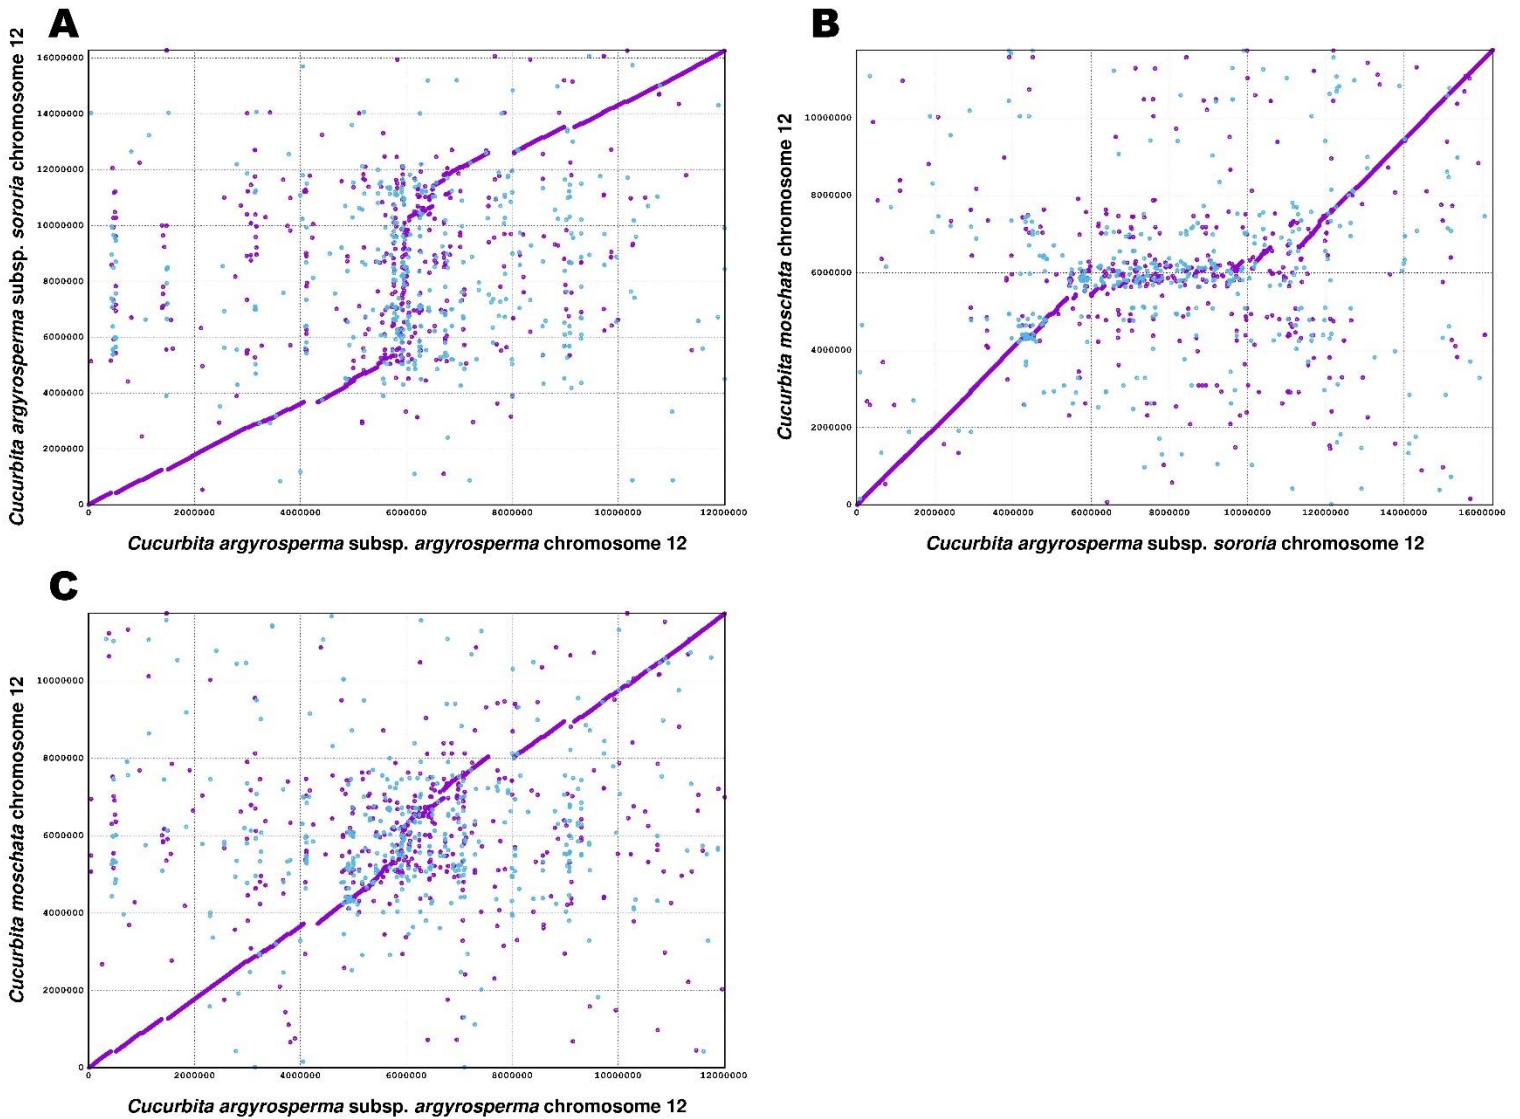 A
Cucurbita argyrosperma subsp. sororia chromosome 12
16000000
14000000
12000000
10000000
8000000
6000000
4000000
2000000
0
0 2000000 4000000 6000000 8000000 10000000 12000000
Cucurbita argyrosperma subsp. argyrosperma chromosome 12
B
Cucurbita moschata chromosome 12
10000000
8000000
6000000
4000000
2000000
0
0 2000000 4000000 6000000 8000000 10000000 12000000 14000000 16000000
Cucurbita argyrosperma subsp. sororia chromosome 12
C
Cucurbita moschata chromosome 12
10000000
8000000
6000000
4000000
2000000
0
0 2000000 4000000 6000000 8000000 10000000 12000000
Cucurbita argyrosperma subsp. argyrosperma chromosome 12